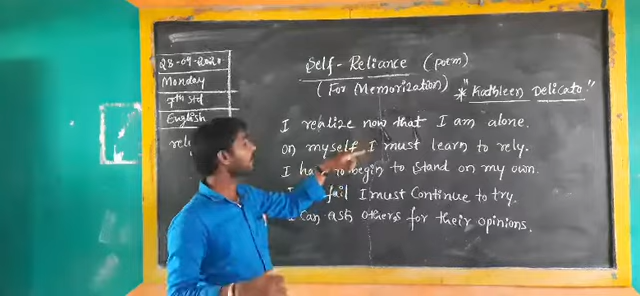 28-09-2020
Monday
7th std
English
rel
Self-Reliance (poem)
(For Memorization)
* "Kathleen Delicato"
I realize now that I am alone.
on myself I must learn to rely.
I ha to begin to stand on my own.
I fail I must Continue to try.
I Can ask others for their opinions.